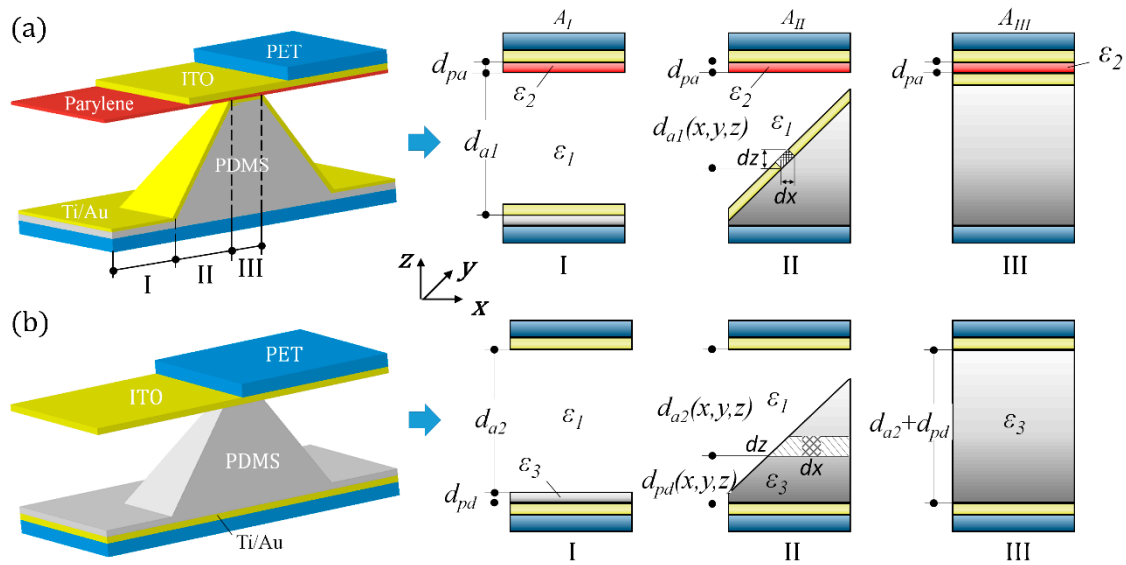 (a)
PET
ITO
Parylene
PDMS
Ti/Au
I
II
III
A_I
d_pa
ε_2
d_a1
ε_1
I
A_II
d_pa
ε_2
d_a1(x,y,z)
ε_1
dz
dx
II
A_III
d_pa
ε_2
III
z
y
x
(b)
PET
ITO
PDMS
Ti/Au
d_a2
ε_1
ε_3
d_pd
I
d_a2(x,y,z)
ε_1
dz
dx
d_pd(x,y,z)
ε_3
II
d_a2+d_pd
ε_3
III